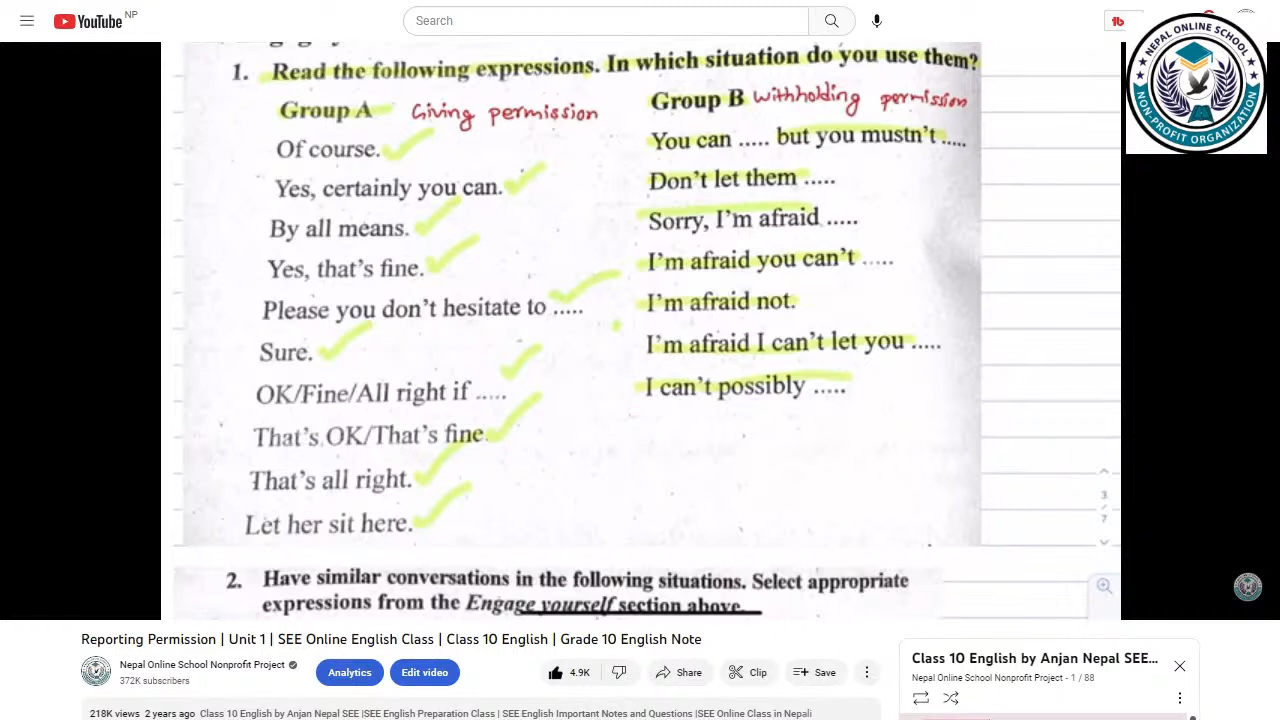 YouTube NP
Search
NEPAL ONLINE SCHOOL
NON-PROFIT ORGANIZATION
1. Read the following expressions. In which situation do you use them?
Group A Giving permission
Of course.
Yes, certainly you can.
By all means.
Yes, that's fine.
Please you don't hesitate to .....
Sure.
OK/Fine/All right if .....
That's OK/That's fine.
That's all right.
Let her sit here.
Group B withholding permission
You can ..... but you mustn't .....
Don't let them .....
Sorry, I'm afraid .....
I'm afraid you can't .....
I'm afraid not.
I'm afraid I can't let you .....
I can't possibly .....
3
/
7
2. Have similar conversations in the following situations. Select appropriate
expressions from the Engage yourself section above.
Reporting Permission | Unit 1 | SEE Online English Class | Class 10 English | Grade 10 English Note
Nepal Online School Nonprofit Project
372K subscribers
Analytics
Edit video
4.9K
Share
Clip
Save
218K views 2 years ago Class 10 English by Anjan Nepal SEE |SEE English Preparation Class | SEE English Important Notes and Questions |SEE Online Class in Nepali
Class 10 English by Anjan Nepal SEE...
Nepal Online School Nonprofit Project - 1 / 88